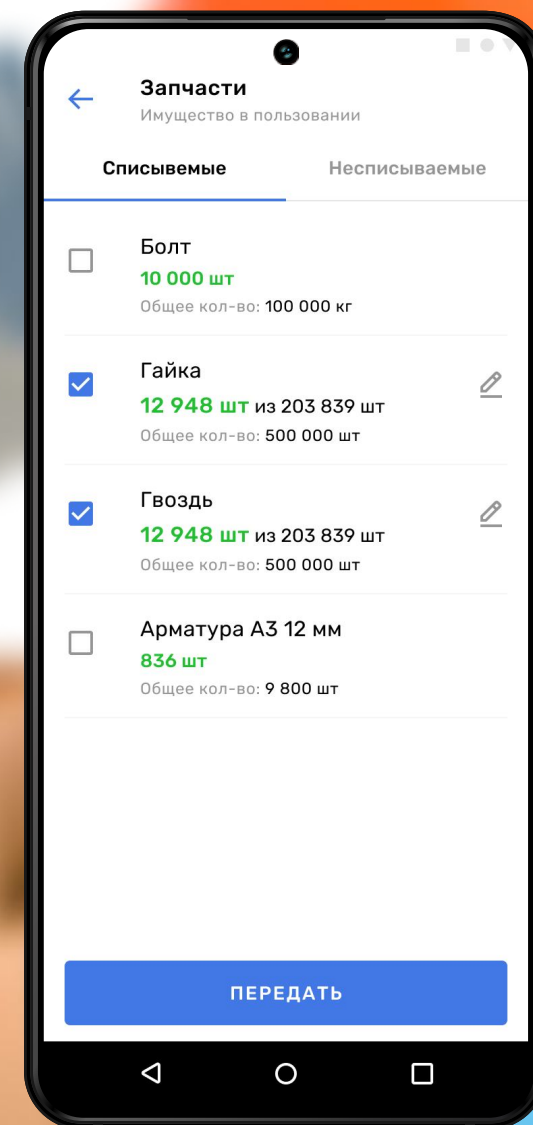 Запчасти
Имущество в пользовании
Списывемые
Несписываемые
Болт
10 000 шт
Общее кол-во: 100 000 кг
Гайка
12 948 шт из 203 839 шт
Общее кол-во: 500 000 шт
Гвоздь
12 948 шт из 203 839 шт
Общее кол-во: 500 000 шт
Арматура А3 12 мм
836 шт
Общее кол-во: 9 800 шт
ПЕРЕДАТЬ